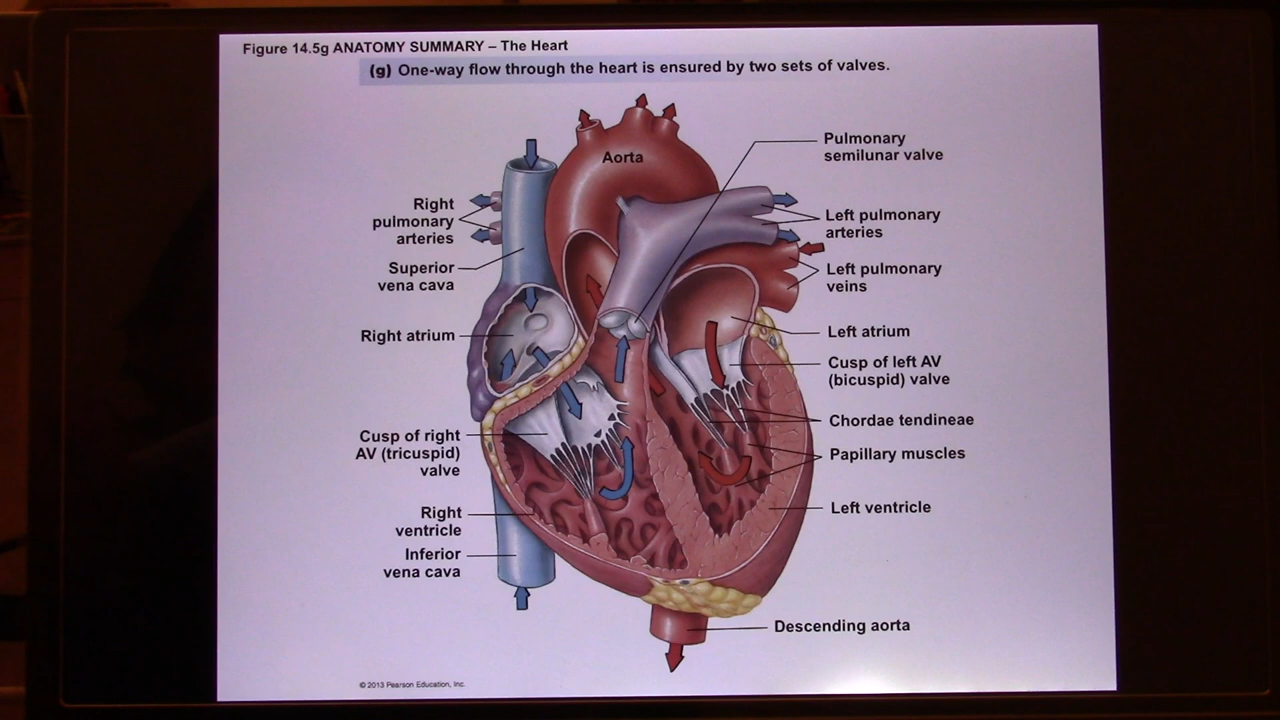 Figure 14.5g ANATOMY SUMMARY – The Heart
(g) One-way flow through the heart is ensured by two sets of valves.
Aorta
Pulmonary
semilunar valve
Right
pulmonary
arteries
Left pulmonary
arteries
Superior
vena cava
Left pulmonary
veins
Right atrium
Left atrium
Cusp of left AV
(bicuspid) valve
Chordae tendineae
Cusp of right
AV (tricuspid)
valve
Papillary muscles
Right
ventricle
Left ventricle
Inferior
vena cava
Descending aorta
© 2013 Pearson Education, Inc.